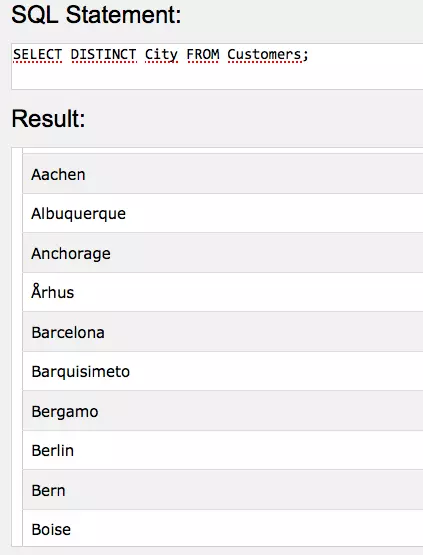 SQL Statement:
SELECT DISTINCT City FROM Customers;
Result:
Aachen
Albuquerque
Anchorage
Århus
Barcelona
Barquisimeto
Bergamo
Berlin
Bern
Boise